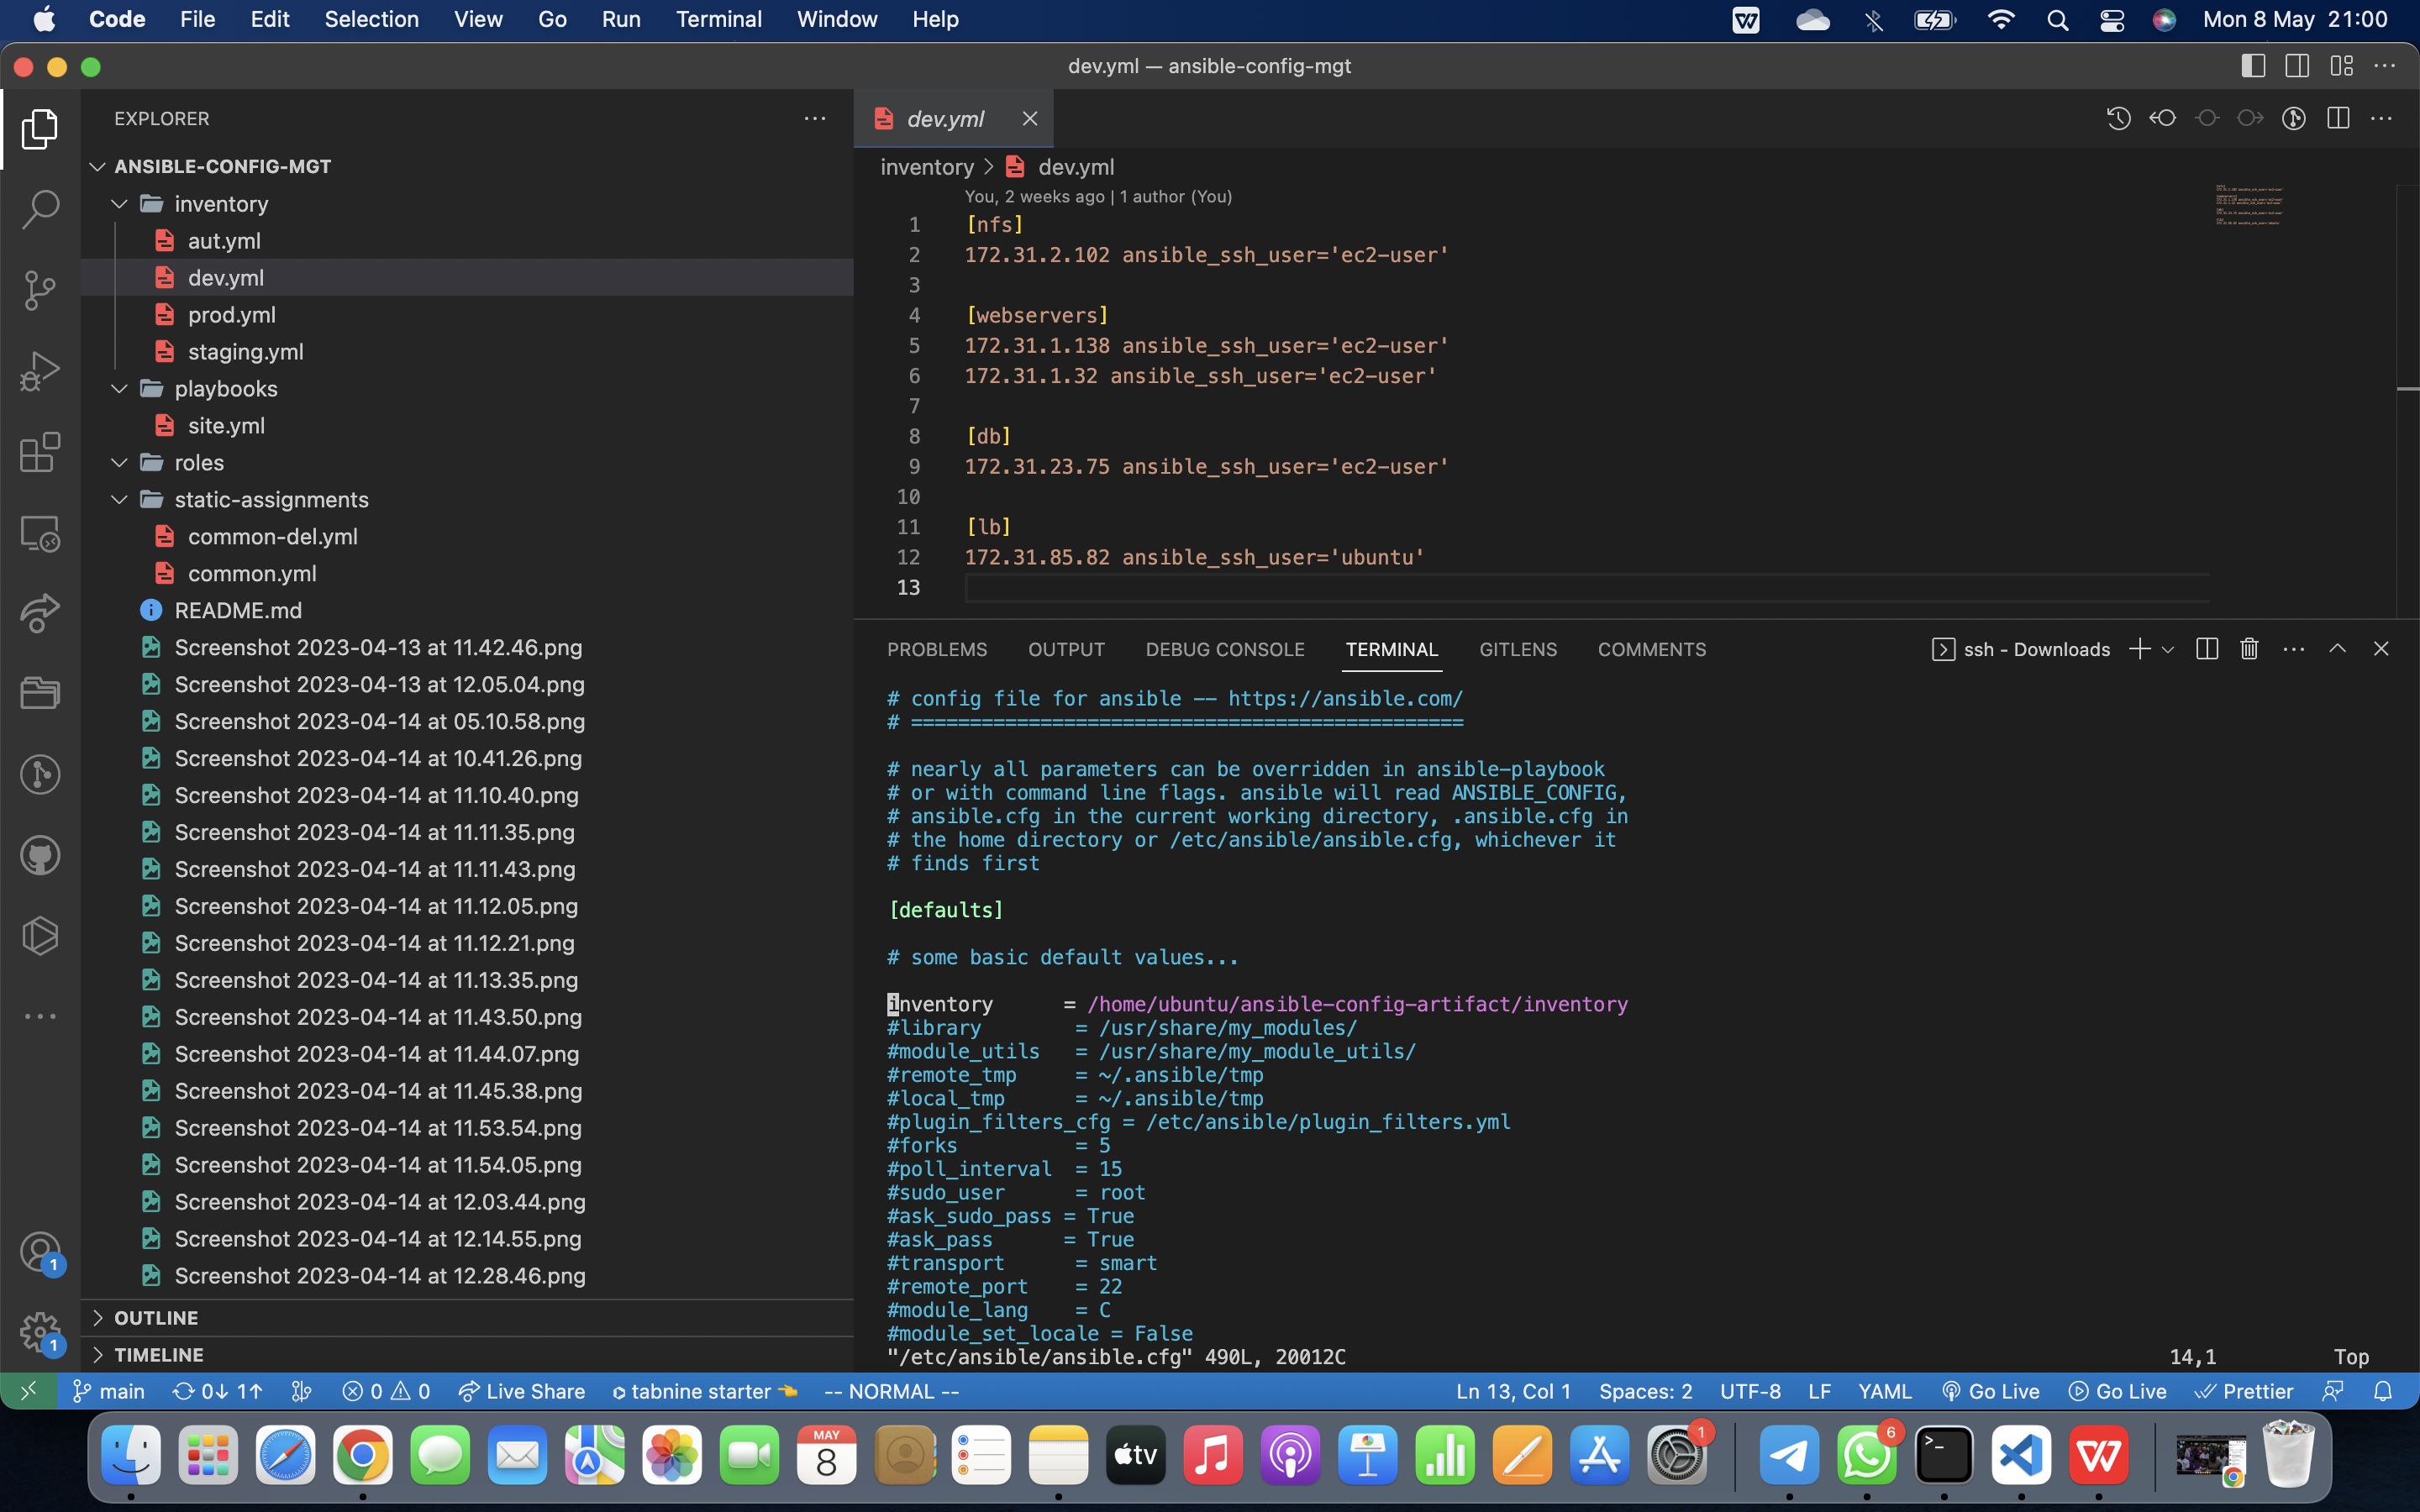 Code File Edit Selection View Go Run Terminal Window Help Mon 8 May 21:00
dev.yml — ansible-config-mgt
EXPLORER
ANSIBLE-CONFIG-MGT
inventory
aut.yml
dev.yml
prod.yml
staging.yml
playbooks
site.yml
roles
static-assignments
common-del.yml
common.yml
README.md
Screenshot 2023-04-13 at 11.42.46.png
Screenshot 2023-04-13 at 12.05.04.png
Screenshot 2023-04-14 at 05.10.58.png
Screenshot 2023-04-14 at 10.41.26.png
Screenshot 2023-04-14 at 11.10.40.png
Screenshot 2023-04-14 at 11.11.35.png
Screenshot 2023-04-14 at 11.11.43.png
Screenshot 2023-04-14 at 11.12.05.png
Screenshot 2023-04-14 at 11.12.21.png
Screenshot 2023-04-14 at 11.13.35.png
Screenshot 2023-04-14 at 11.43.50.png
Screenshot 2023-04-14 at 11.44.07.png
Screenshot 2023-04-14 at 11.45.38.png
Screenshot 2023-04-14 at 11.53.54.png
Screenshot 2023-04-14 at 11.54.05.png
Screenshot 2023-04-14 at 12.03.44.png
Screenshot 2023-04-14 at 12.14.55.png
Screenshot 2023-04-14 at 12.28.46.png
OUTLINE
TIMELINE
1
1
dev.yml
inventory > dev.yml
You, 2 weeks ago | 1 author (You)
1 [nfs]
2 172.31.2.102 ansible_ssh_user='ec2-user'
3
4 [webservers]
5 172.31.1.138 ansible_ssh_user='ec2-user'
6 172.31.1.32 ansible_ssh_user='ec2-user'
7
8 [db]
9 172.31.23.75 ansible_ssh_user='ec2-user'
10
11 [lb]
12 172.31.85.82 ansible_ssh_user='ubuntu'
13
PROBLEMS OUTPUT DEBUG CONSOLE TERMINAL GITLENS COMMENTS ssh - Downloads
# config file for ansible -- https://ansible.com/
# ===============================================
# nearly all parameters can be overridden in ansible-playbook
# or with command line flags. ansible will read ANSIBLE_CONFIG,
# ansible.cfg in the current working directory, .ansible.cfg in
# the home directory or /etc/ansible/ansible.cfg, whichever it
# finds first
[defaults]
# some basic default values...
inventory      = /home/ubuntu/ansible-config-artifact/inventory
#library        = /usr/share/my_modules/
#module_utils   = /usr/share/my_module_utils/
#remote_tmp     = ~/.ansible/tmp
#local_tmp      = ~/.ansible/tmp
#plugin_filters_cfg = /etc/ansible/plugin_filters.yml
#forks          = 5
#poll_interval  = 15
#sudo_user      = root
#ask_sudo_pass = True
#ask_pass      = True
#transport      = smart
#remote_port    = 22
#module_lang    = C
#module_set_locale = False
"/etc/ansible/ansible.cfg" 490L, 20012C 14,1 Top
main 0↓ 1↑ 0 0 Live Share tabnine starter -- NORMAL -- Ln 13, Col 1 Spaces: 2 UTF-8 LF YAML Go Live Go Live Prettier
MAY
8
tv
1
6